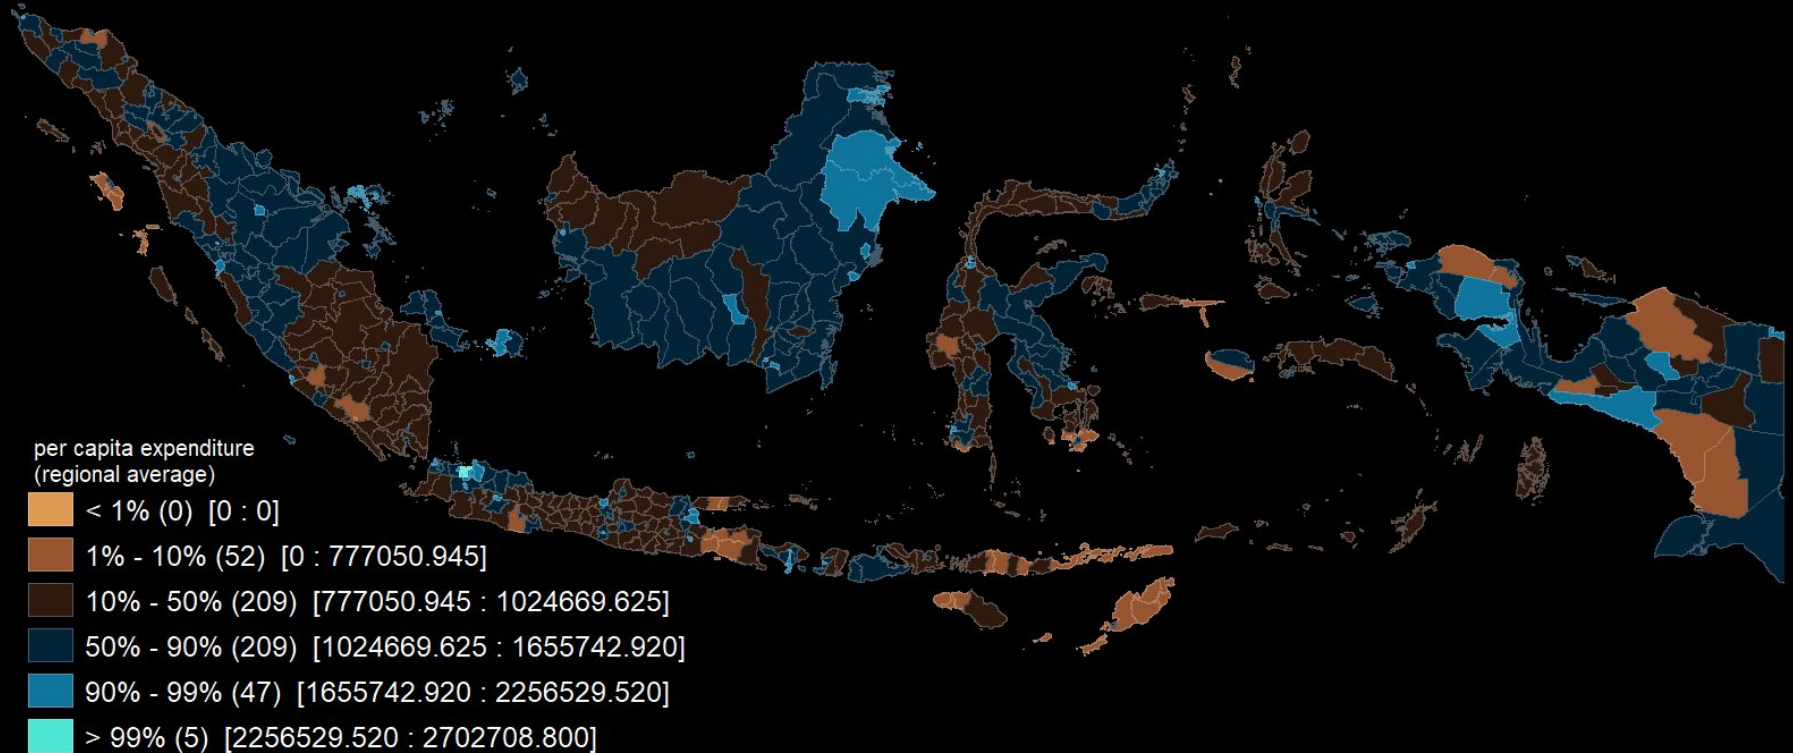 per capita expenditure
(regional average)
< 1% (0) [0 : 0]
1% - 10% (52) [0 : 777050.945]
10% - 50% (209) [777050.945 : 1024669.625]
50% - 90% (209) [1024669.625 : 1655742.920]
90% - 99% (47) [1655742.920 : 2256529.520]
> 99% (5) [2256529.520 : 2702708.800]